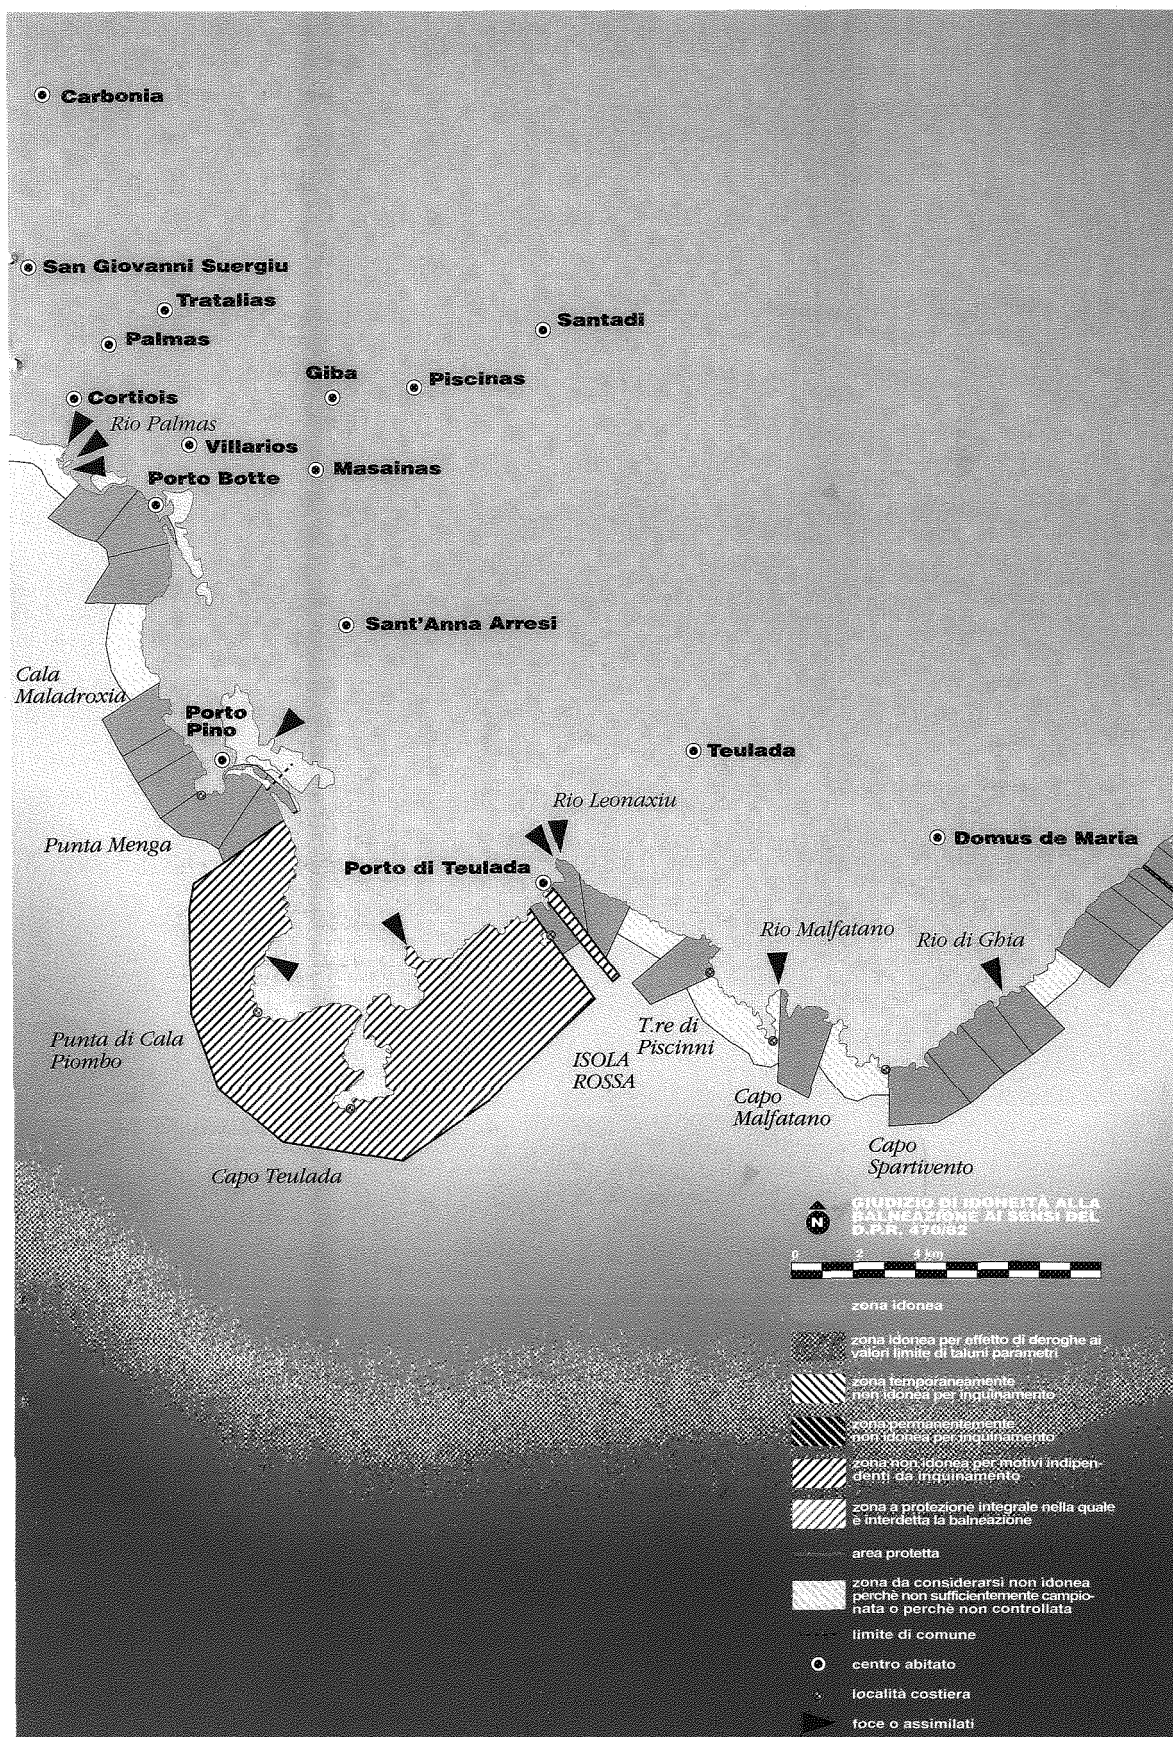 Carbonia
San Giovanni Suergiu
Tratalias
Palmas
Santadi
Giba
Piscinas
Cortiois
Rio Palmas
Villarios
Masainas
Porto Botte
Sant'Anna Arresi
Cala
Maladroxia
Porto
Pino
Teulada
Rio Leonaxiu
Punta Menga
Domus de Maria
Porto di Teulada
Rio Malfatano
Rio di Ghia
Punta di Cala
Piombo
T.re di
Piscinni
ISOLA
ROSSA
Capo
Malfatano
Capo
Spartivento
Capo Teulada
N
GIUDIZIO DI IDONEITÀ ALLA
BALNEAZIONE AI SENSI DEL
D.P.R. 470/82
0 2 4 km
zona idonea
zona idonea per effetto di deroghe ai
valori limite di taluni parametri
zona temporaneamente
non idonea per inquinamento
zona permanentemente
non idonea per inquinamento
zona non idonea per motivi indipen-
denti da inquinamento
zona a protezione integrale nella quale
è interdetta la balneazione
area protetta
zona da considerarsi non idonea
perchè non sufficientemente campio-
nata o perchè non controllata
limite di comune
centro abitato
località costiera
foce o assimilati